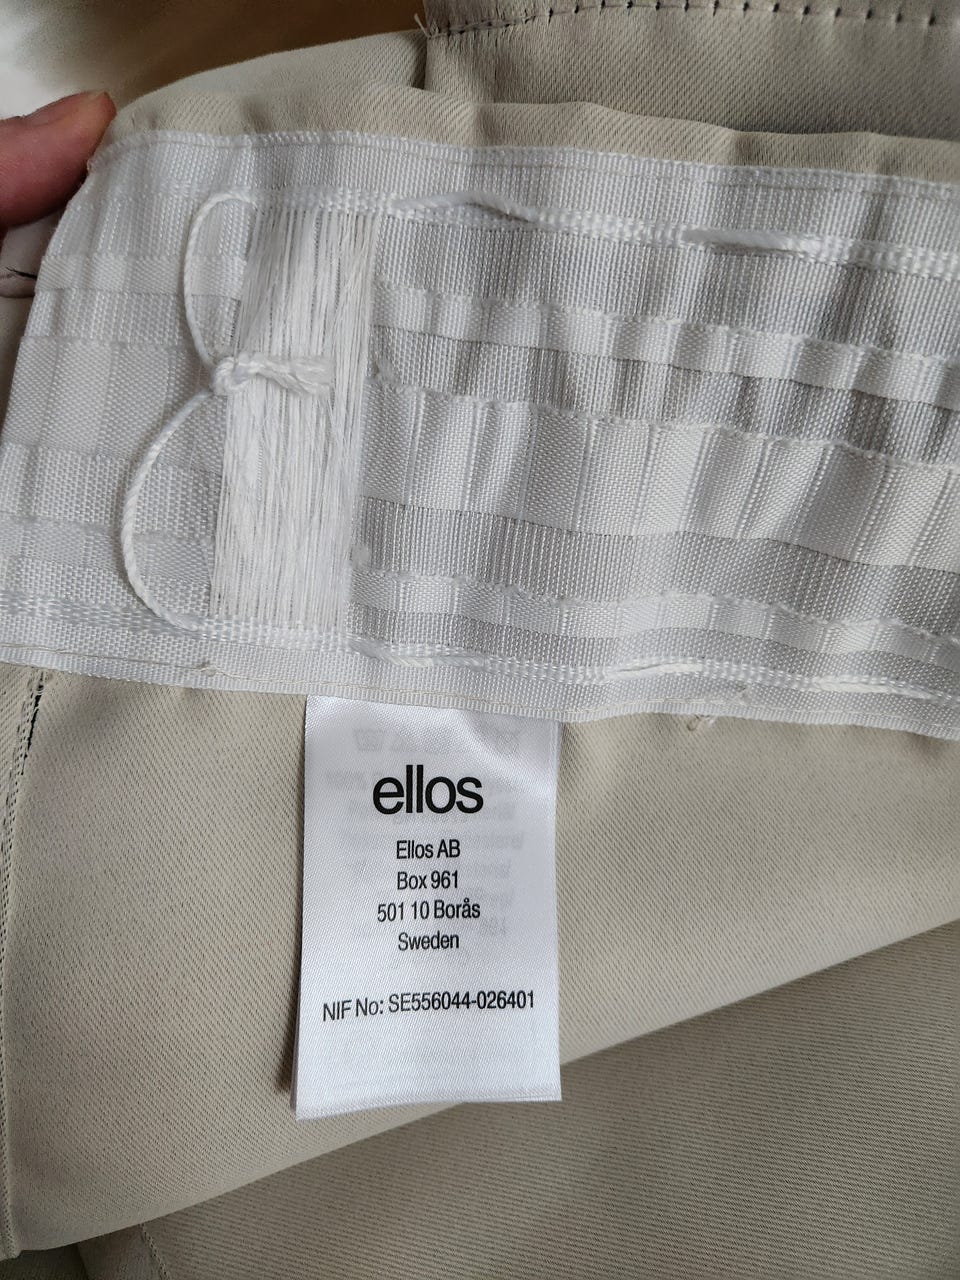 ellos
Ellos AB
Box 961
501 10 Borås
Sweden
NIF No: SE556044-026401